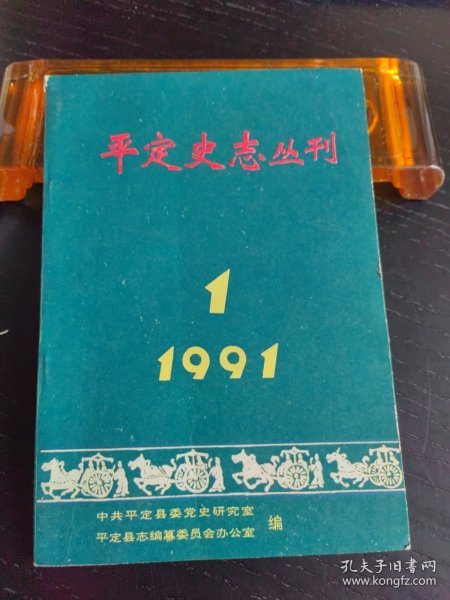 平定史志丛刊
1
1991
中共平定县委党史研究室
平定县志编纂委员会办公室
编
孔夫子旧书网
www.kongfz.com